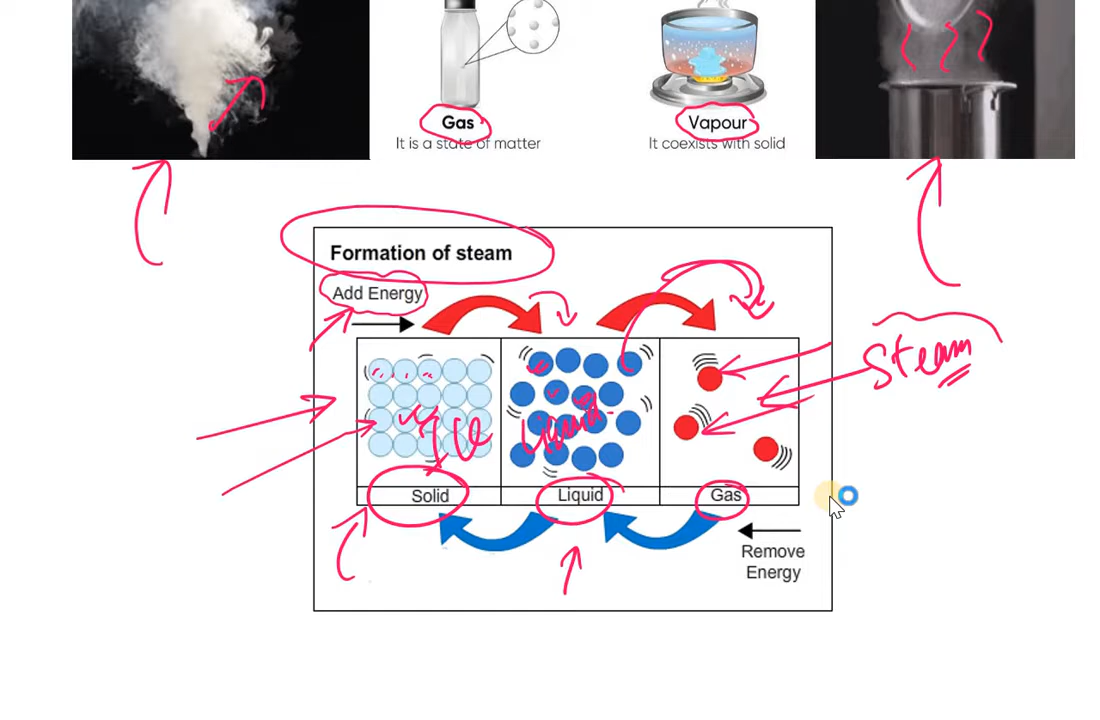 Gas
It is a state of matter
Vapour
It coexists with solid
Formation of steam
Add Energy
Steam
Ice
Liquid
Solid
Liquid
Gas
Remove
Energy